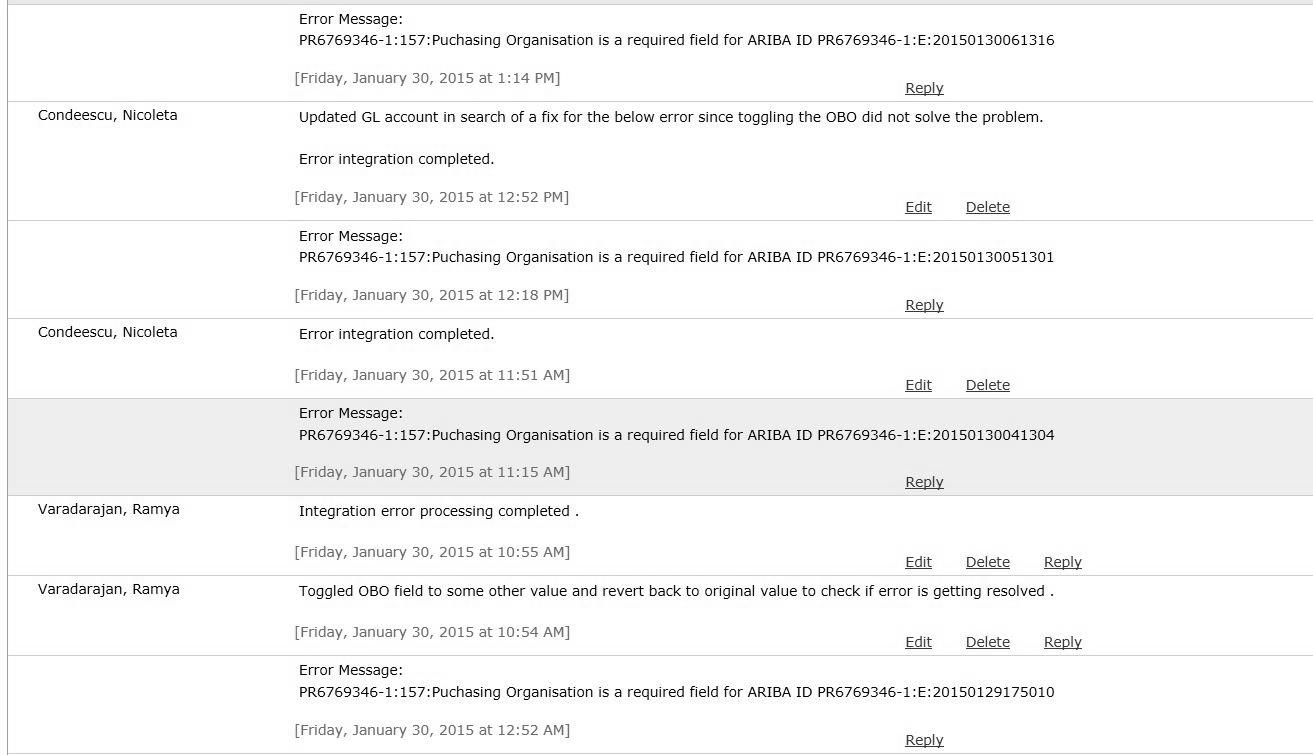 Error Message:
PR6769346-1:157:Puchasing Organisation is a required field for ARIBA ID PR6769346-1:E:20150130061316
[Friday, January 30, 2015 at 1:14 PM]
Reply
Condeescu, Nicoleta
Updated GL account in search of a fix for the below error since toggling the OBO did not solve the problem.
Error integration completed.
[Friday, January 30, 2015 at 12:52 PM]
Edit Delete
Error Message:
PR6769346-1:157:Puchasing Organisation is a required field for ARIBA ID PR6769346-1:E:20150130051301
[Friday, January 30, 2015 at 12:18 PM]
Reply
Condeescu, Nicoleta
Error integration completed.
[Friday, January 30, 2015 at 11:51 AM]
Edit Delete
Error Message:
PR6769346-1:157:Puchasing Organisation is a required field for ARIBA ID PR6769346-1:E:20150130041304
[Friday, January 30, 2015 at 11:15 AM]
Reply
Varadarajan, Ramya
Integration error processing completed .
[Friday, January 30, 2015 at 10:55 AM]
Edit Delete Reply
Varadarajan, Ramya
Toggled OBO field to some other value and revert back to original value to check if error is getting resolved .
[Friday, January 30, 2015 at 10:54 AM]
Edit Delete Reply
Error Message:
PR6769346-1:157:Puchasing Organisation is a required field for ARIBA ID PR6769346-1:E:20150129175010
[Friday, January 30, 2015 at 12:52 AM]
Reply